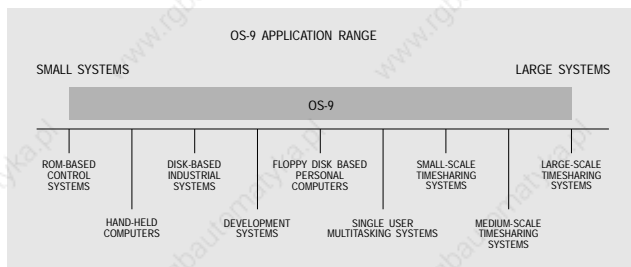 OS-9 APPLICATION RANGE
SMALL SYSTEMS
LARGE SYSTEMS
OS-9
ROM-BASED
CONTROL
SYSTEMS
HAND-HELD
COMPUTERS
DISK-BASED
INDUSTRIAL
SYSTEMS
DEVELOPMENT
SYSTEMS
FLOPPY DISK BASED
PERSONAL
COMPUTERS
SINGLE USER
MULTITASKING SYSTEMS
SMALL-SCALE
TIMESHARING
SYSTEMS
MEDIUM-SCALE
TIMESHARING
SYSTEMS
LARGE-SCALE
TIMESHARING
SYSTEMS